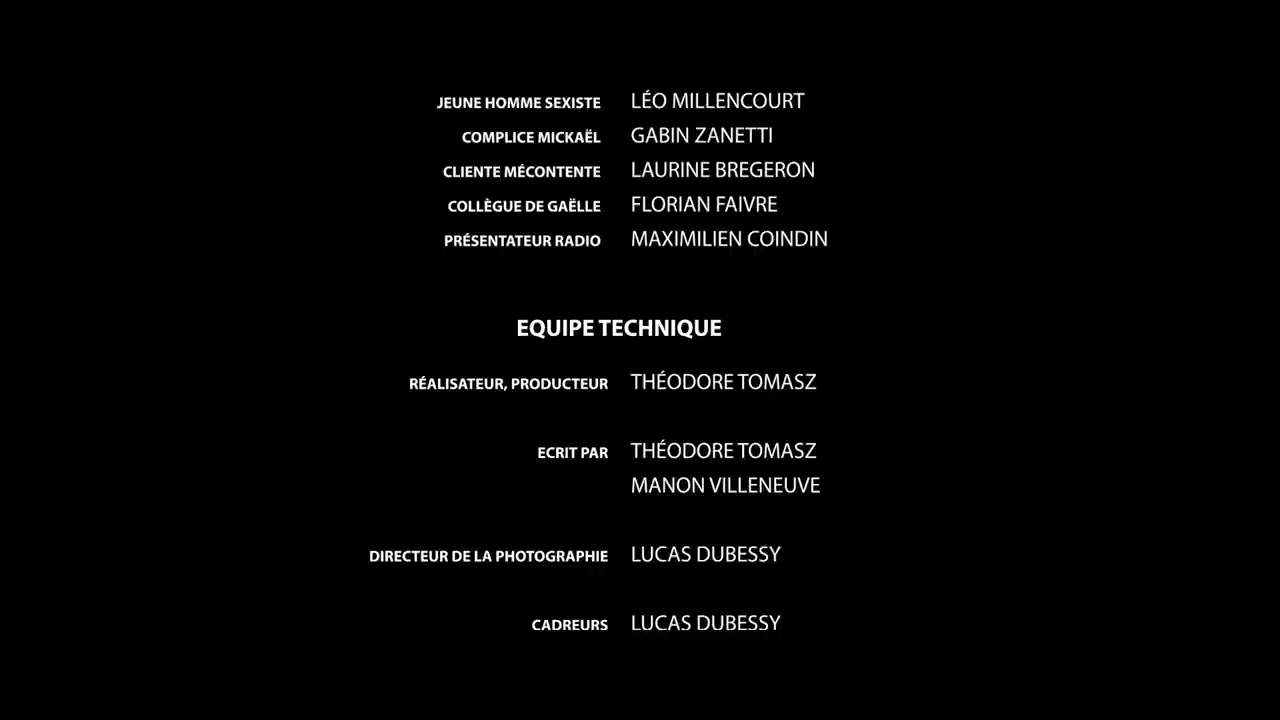 JEUNE HOMME SEXISTE LÉO MILLENCOURT
COMPLICE MICKAËL GABIN ZANETTI
CLIENTE MÉCONTENTE LAURINE BREGERON
COLLÈGUE DE GAËLLE FLORIAN FAIVRE
PRÉSENTATEUR RADIO MAXIMILIEN COINDIN
EQUIPE TECHNIQUE
RÉALISATEUR, PRODUCTEUR THÉODORE TOMASZ
ECRIT PAR THÉODORE TOMASZ
MANON VILLENEUVE
DIRECTEUR DE LA PHOTOGRAPHIE LUCAS DUBESSY
CADREURS LUCAS DUBESSY